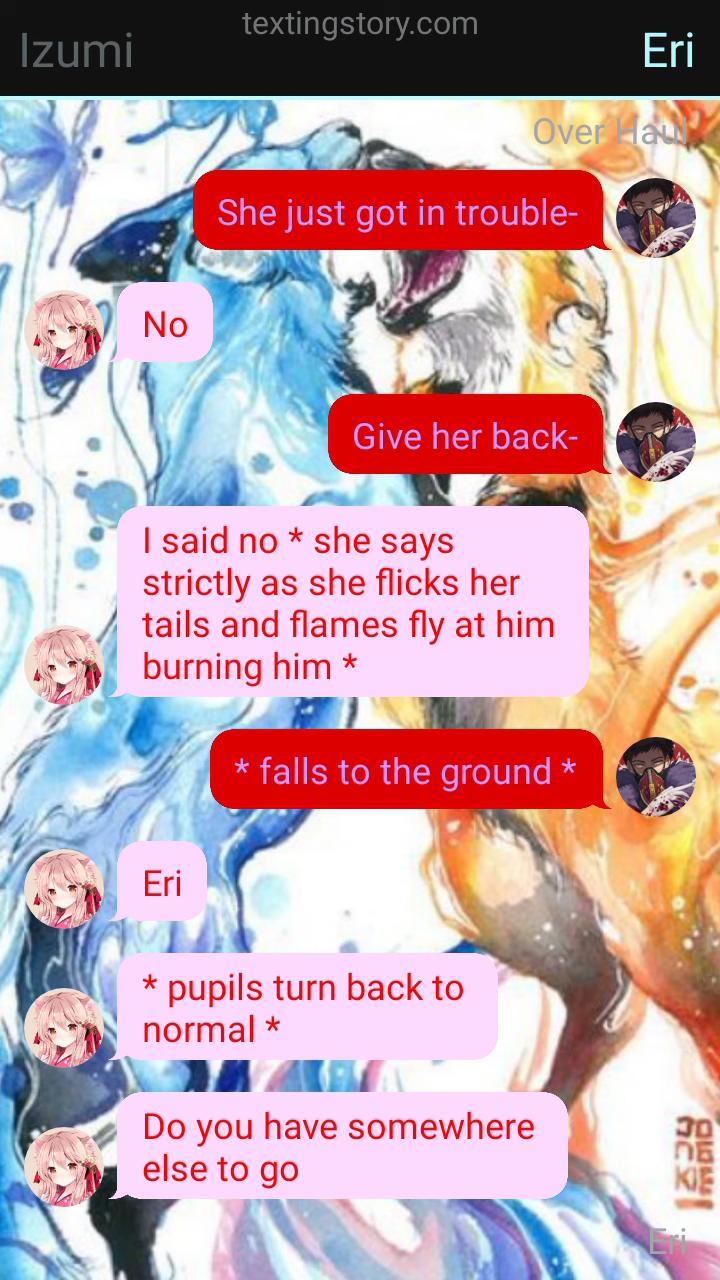 textingstory.com
Izumi
Eri
Over Haul
She just got in trouble-
No
Give her back-
I said no * she says
strictly as she flicks her
tails and flames fly at him
burning him *
* falls to the ground *
Eri
* pupils turn back to
normal *
Do you have somewhere
else to go
Eri